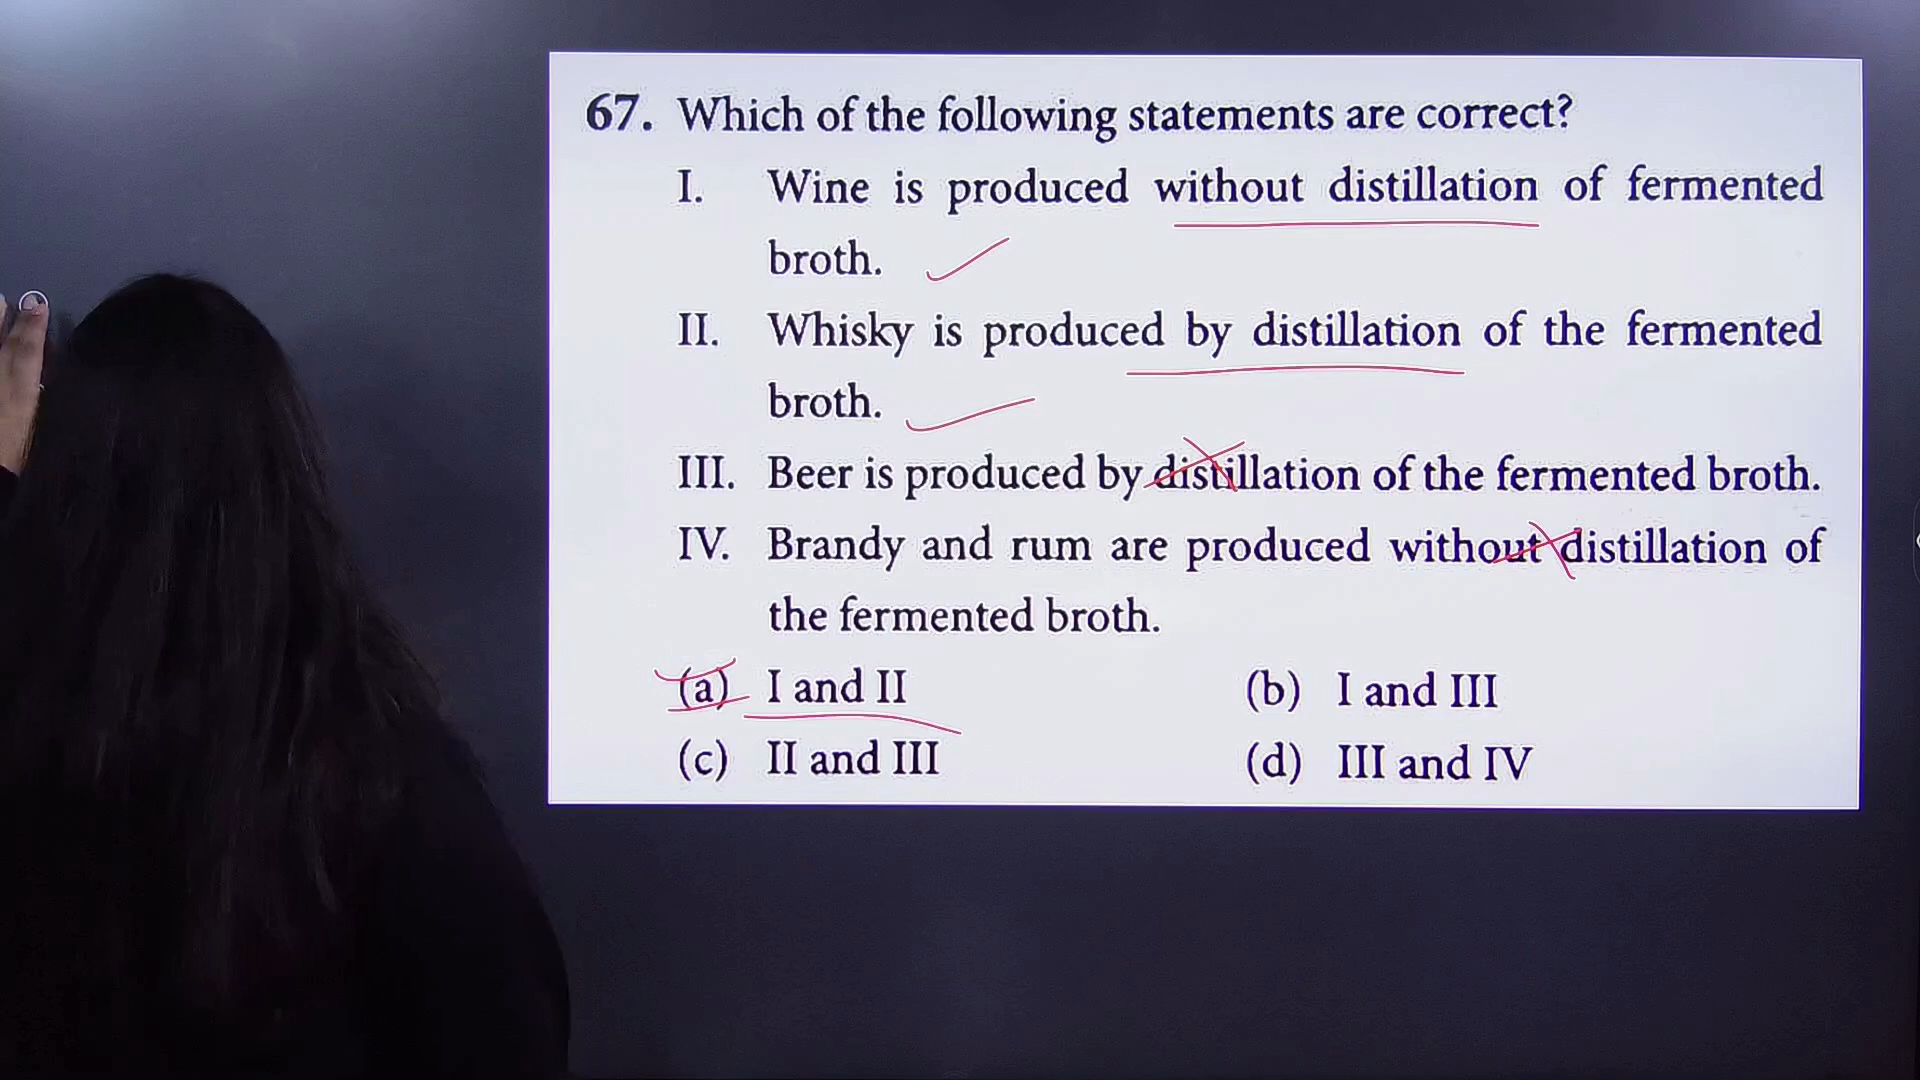 67. Which of the following statements are correct?
I. Wine is produced without distillation of fermented
broth.
II. Whisky is produced by distillation of the fermented
broth.
III. Beer is produced by distillation of the fermented broth.
IV. Brandy and rum are produced without distillation of
the fermented broth.
(a) I and II (b) I and III
(c) II and III (d) III and IV